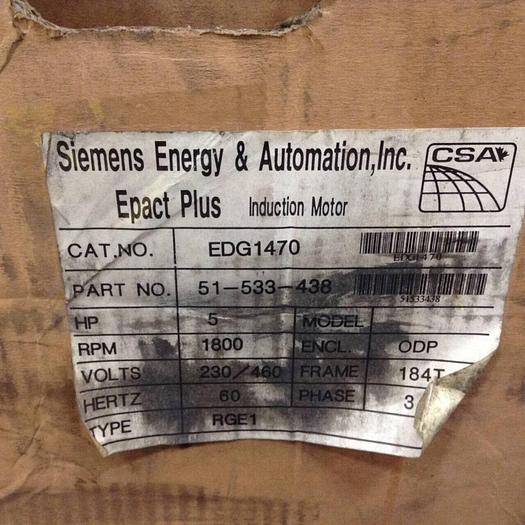 Siemens Energy & Automation,Inc.
CSA
Epact Plus Induction Motor
CAT.NO. EDG1470
EDG1470
PART NO. 51-533-438
51533438
HP 5 MODEL
RPM 1800 ENCL. ODP
VOLTS 230/460 FRAME 184T
HERTZ 60 PHASE 3
TYPE RGE1